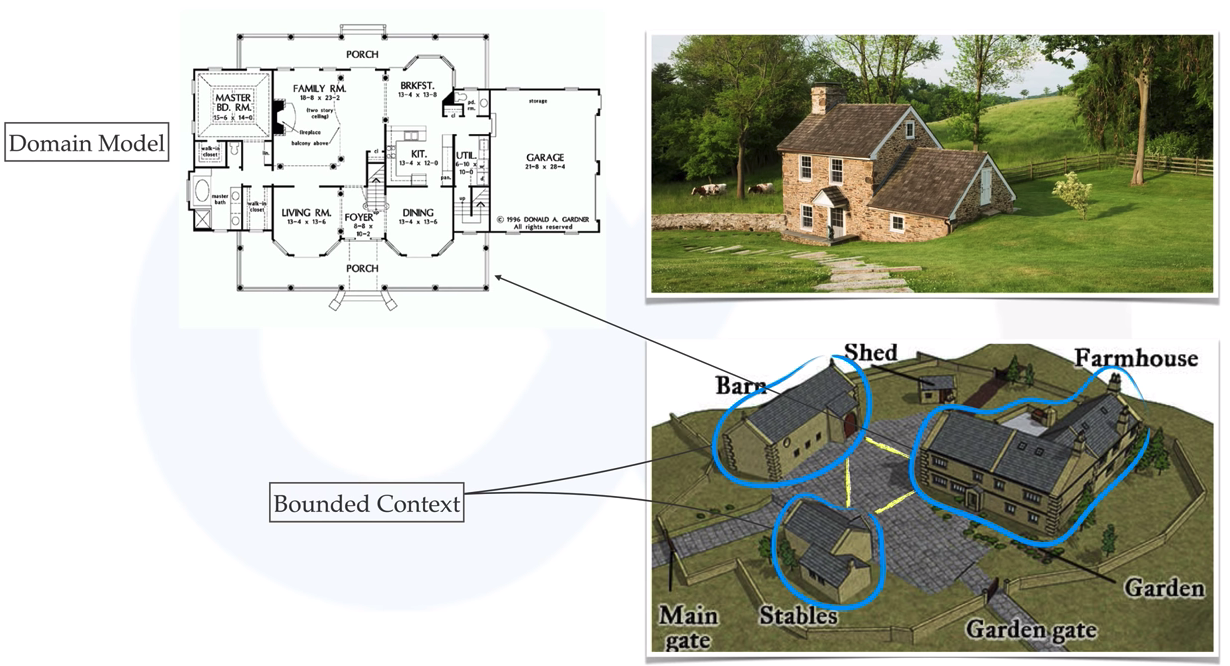 Domain Model
PORCH
MASTER
BD. RM.
15-6 x 14-0
FAMILY RM.
18-8 x 23-2
(two story
ceiling)
fireplace
balcony above
BRKFST.
13-4 x 13-8
pd.
rm.
cl
storage
walk-in
closet
cl
KIT.
13-4 x 12-0
pan.
UTIL.
6-10 x
10-0
GARAGE
21-8 x 28-4
master
bath
walk-in
closet
LIVING RM.
13-4 x 13-6
FOYER
8-8 x
10-2
up
DINING
13-4 x 13-6
© 1996 DONALD A. GARDNER
All rights reserved
PORCH
Shed
Farmhouse
Barn
Bounded Context
Garden
Main
gate
Stables
Garden gate